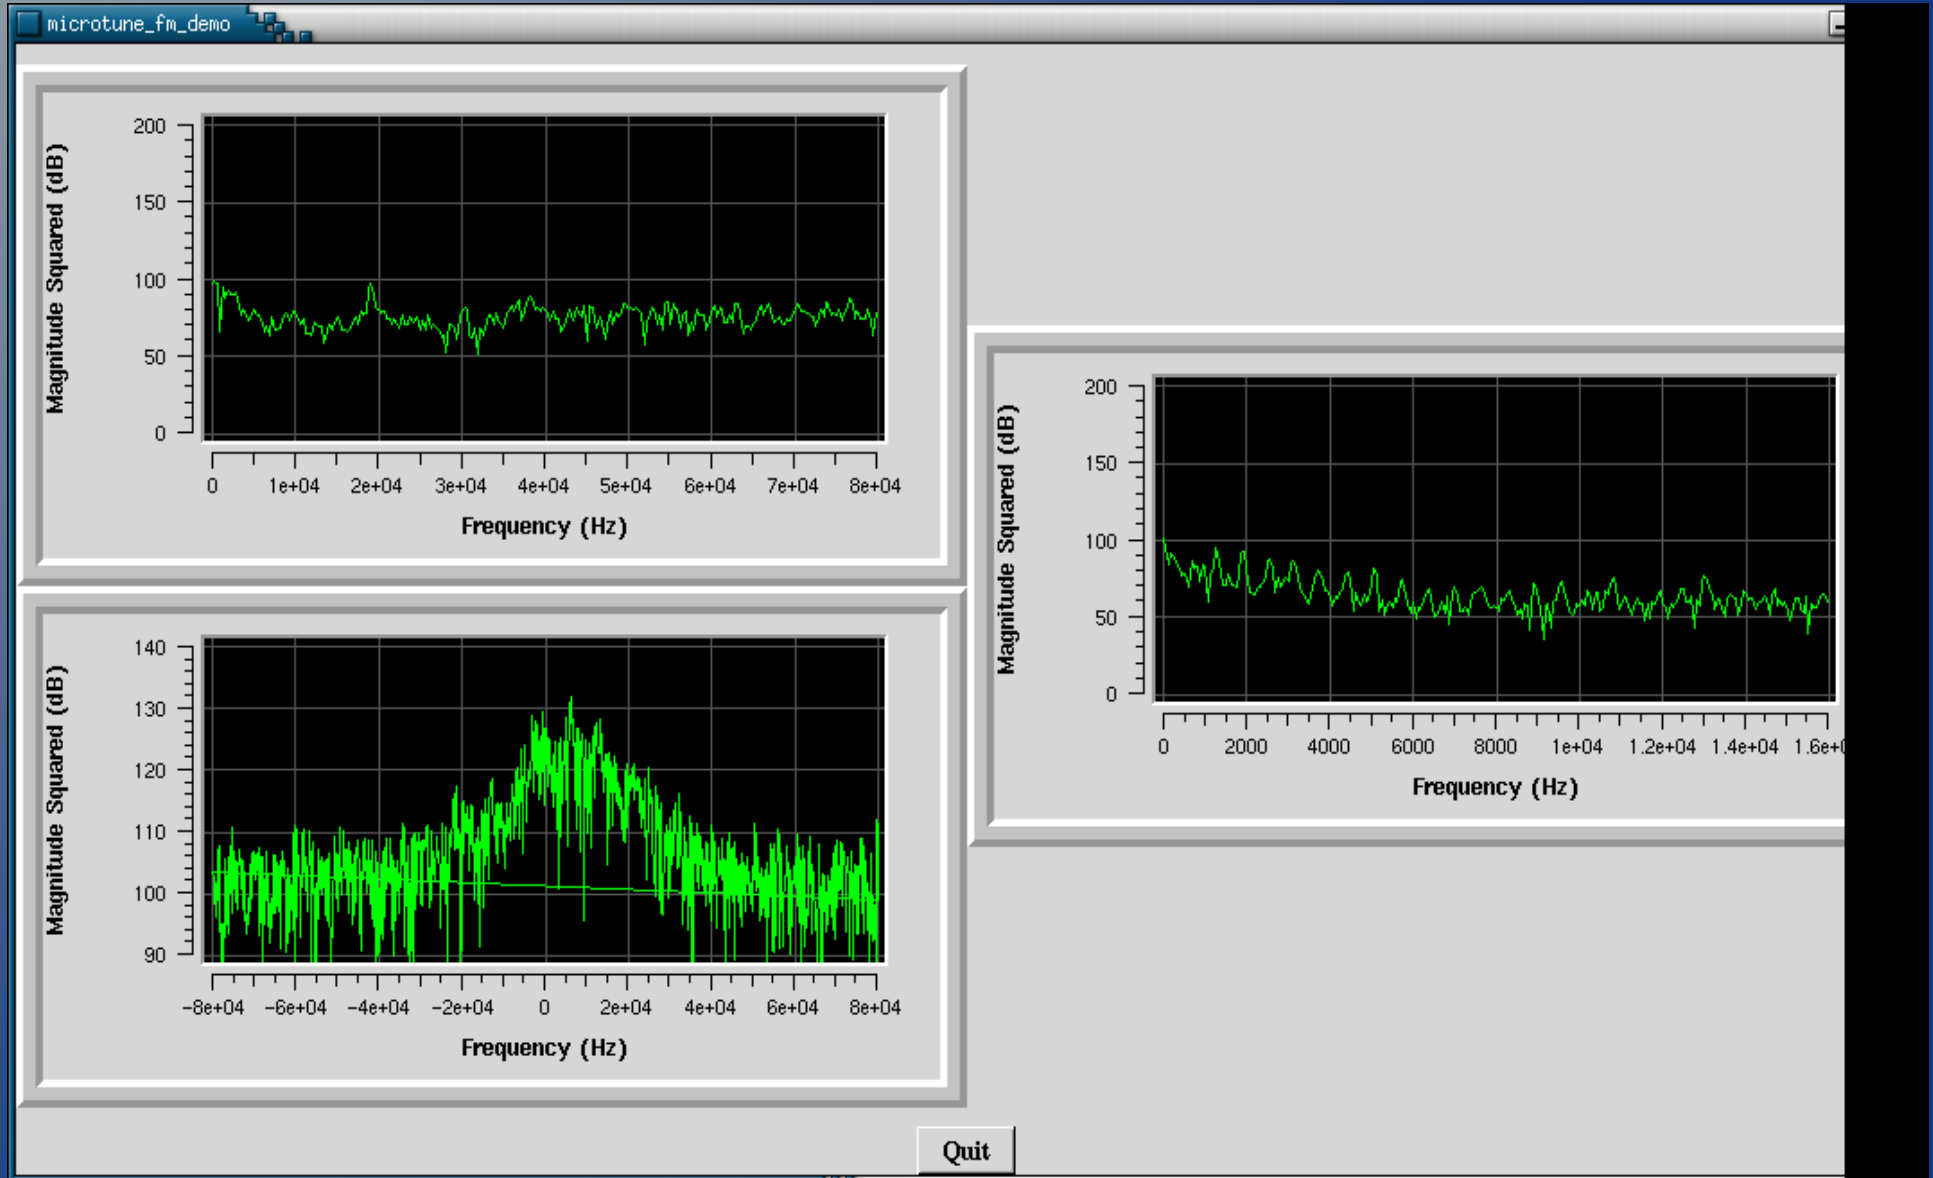 microtune_fm_demo
Magnitude Squared (dB)
200
150
100
50
0
0 1e+04 2e+04 3e+04 4e+04 5e+04 6e+04 7e+04 8e+04
Frequency (Hz)
Magnitude Squared (dB)
140
130
120
110
100
90
-8e+04 -6e+04 -4e+04 -2e+04 0 2e+04 4e+04 6e+04 8e+04
Frequency (Hz)
Magnitude Squared (dB)
200
150
100
50
0
0 2000 4000 6000 8000 1e+04 1.2e+04 1.4e+04
Frequency (Hz)
Quit